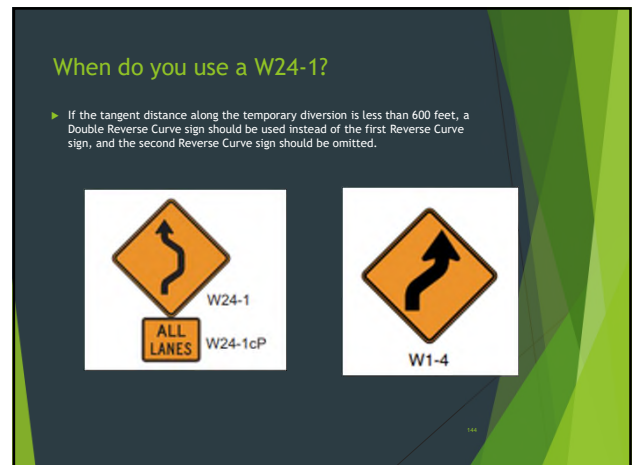 When do you use a W24-1?
If the tangent distance along the temporary diversion is less than 600 feet, a
Double Reverse Curve sign should be used instead of the first Reverse Curve
sign, and the second Reverse Curve sign should be omitted.
W24-1
ALL
LANES
W24-1cP
W1-4
144